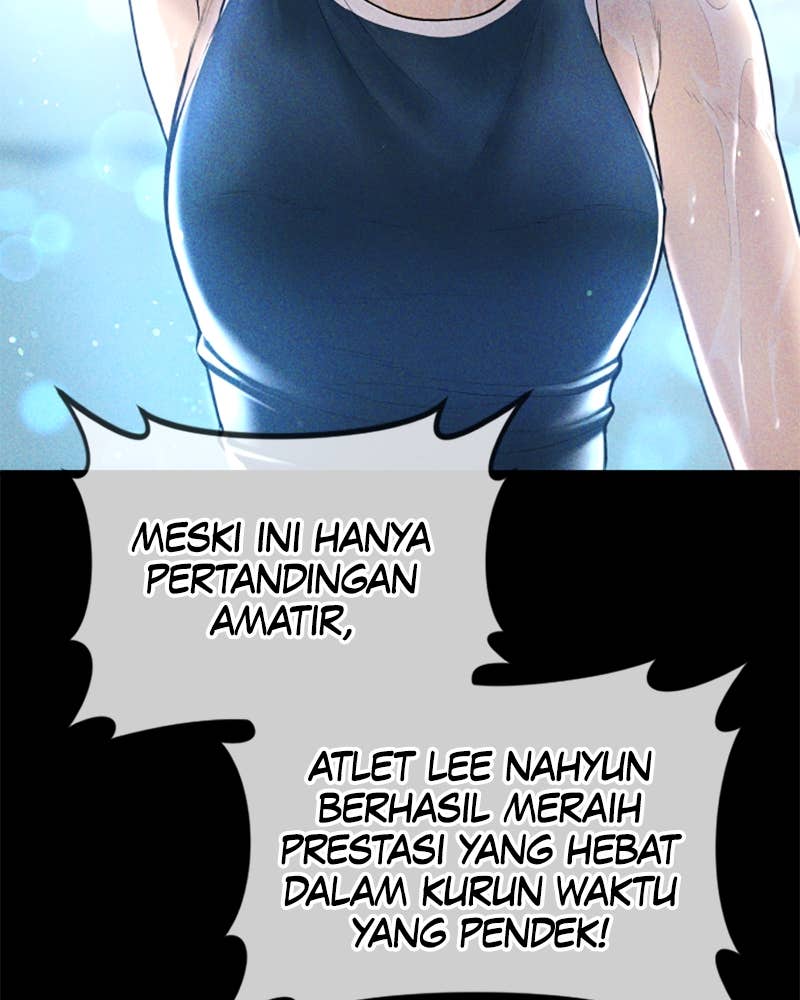 MESKI INI HANYA
PERTANDINGAN
AMATIR,
ATLET LEE NAHYUN
BERHASIL MERAIH
PRESTASI YANG HEBAT
DALAM KURUN WAKTU
YANG PENDEK!